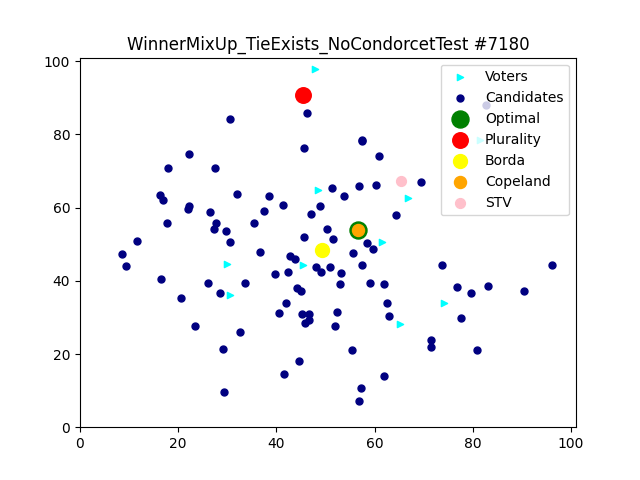 WinnerMixUp_TieExists_NoCondorcetTest #7180
100
80
60
40
20
0
0 20 40 60 80 100
Voters
Candidates
Optimal
Plurality
Borda
Copeland
STV